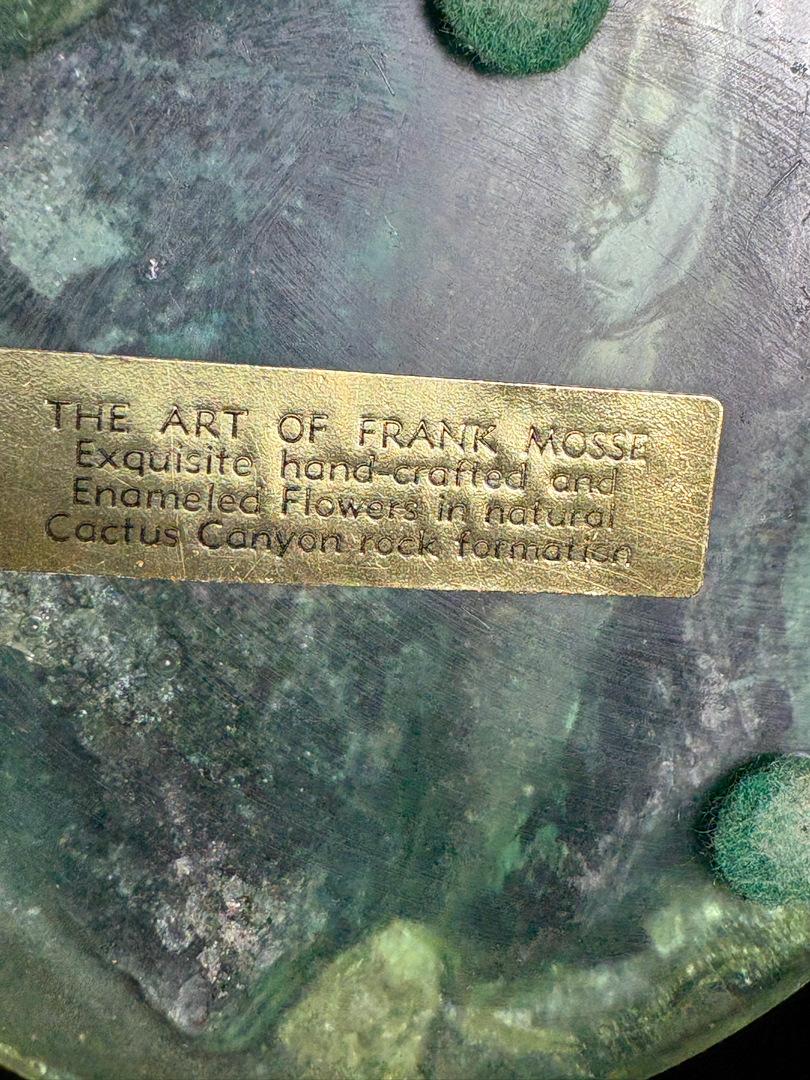 THE ART OF FRANK MOSSE
Exquisite hand-crafted and
Enameled Flowers in natural
Cactus Canyon rock formation